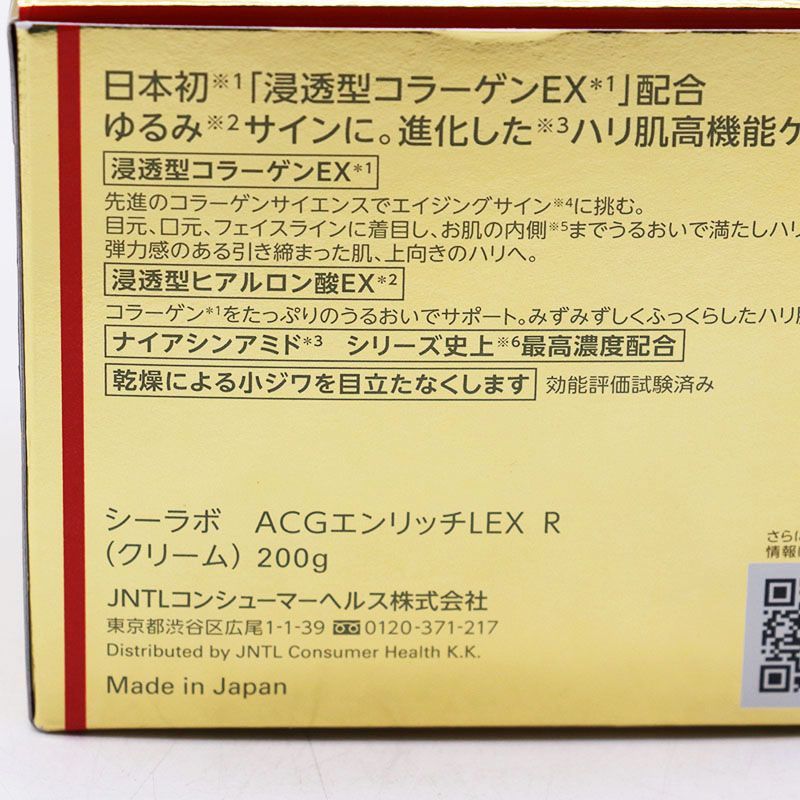 日本初※1「浸透型コラーゲンEX*1」配合
ゆるみ※2サインに。進化した※3ハリ肌高機能ケ
浸透型コラーゲンEX*1
先進のコラーゲンサイエンスでエイジングサイン※4に挑む。
目元、口元、フェイスラインに着目し、お肌の内側※5までうるおいで満たしハリ
弾力感のある引き締まった肌、上向きのハリへ。
浸透型ヒアルロン酸EX*2
コラーゲン*1をたっぷりのうるおいでサポート。みずみずしくふっくらしたハリ
ナイアシンアミド*3 シリーズ史上※6最高濃度配合
乾燥による小ジワを目立たなくします 効能評価試験済み
シーラボ ACGエンリッチLEX R
(クリーム) 200g
さらに
情報
JNTLコンシューマーヘルス株式会社
東京都渋谷区広尾1-1-39 0120-371-217
Distributed by JNTL Consumer Health K.K.
Made in Japan